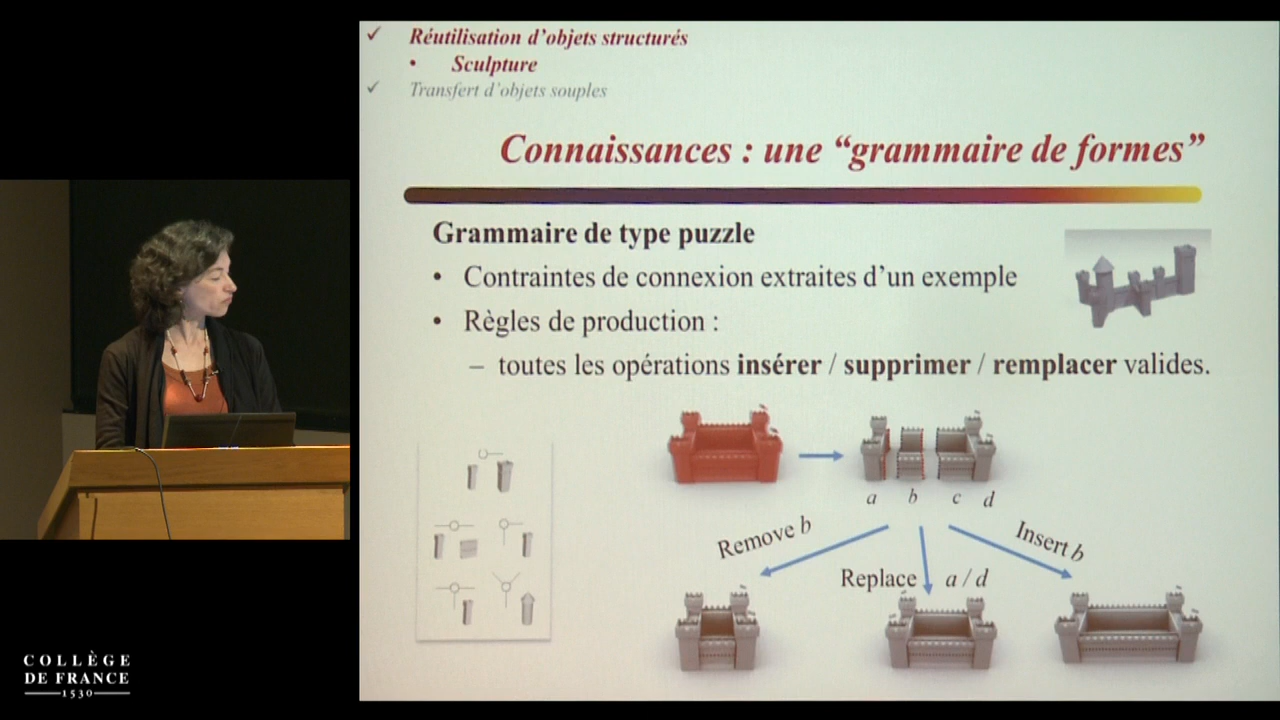 ✓ Réutilisation d’objets structurés
• Sculpture
✓ Transfert d’objets souples
Connaissances : une “grammaire de formes”
Grammaire de type puzzle
• Contraintes de connexion extraites d’un exemple
• Règles de production :
– toutes les opérations insérer / supprimer / remplacer valides.
a b c d
Remove b
Replace a / d
Insert b
COLLÈGE
DE FRANCE
1530